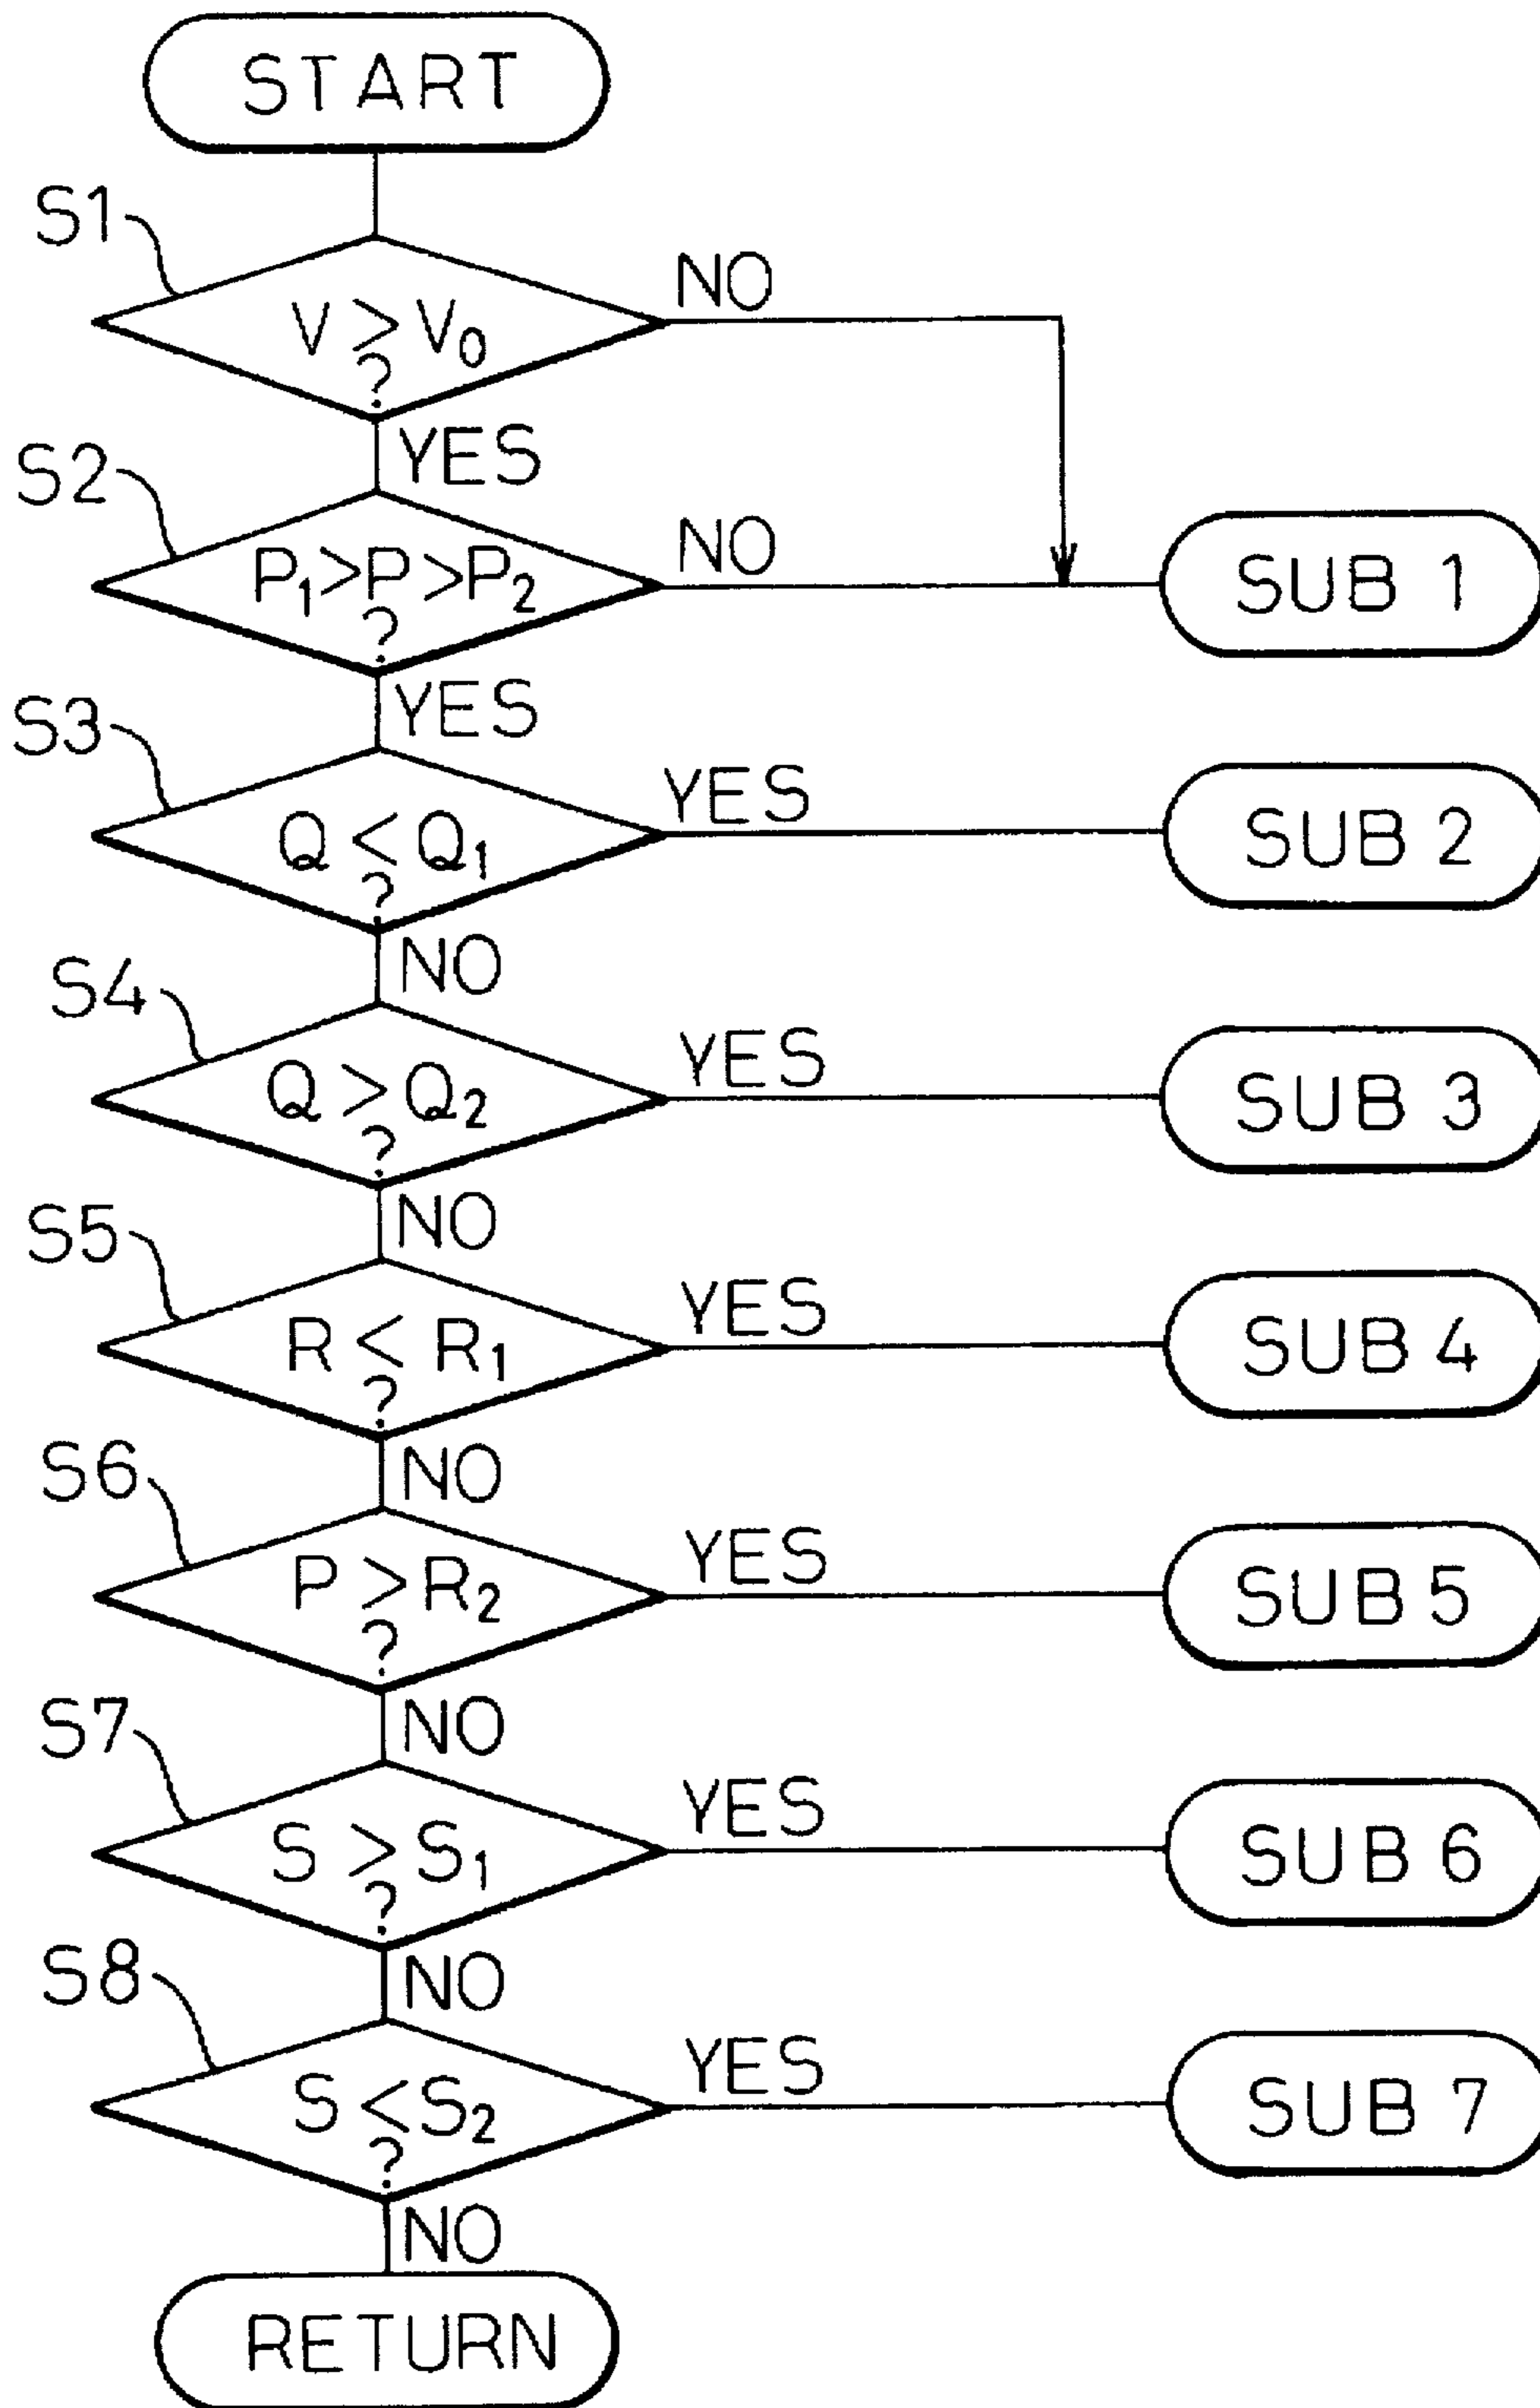 START
S1
V > V₀
?
NO
YES
S2
P₁>P>P₂
?
NO
SUB 1
YES
S3
Q < Q₁
?
YES
SUB 2
NO
S4
Q > Q₂
?
YES
SUB 3
NO
S5
R < R₁
?
YES
SUB 4
NO
S6
P > R₂
?
YES
SUB 5
NO
S7
S > S₁
?
YES
SUB 6
NO
S8
S < S₂
?
YES
SUB 7
NO
RETURN